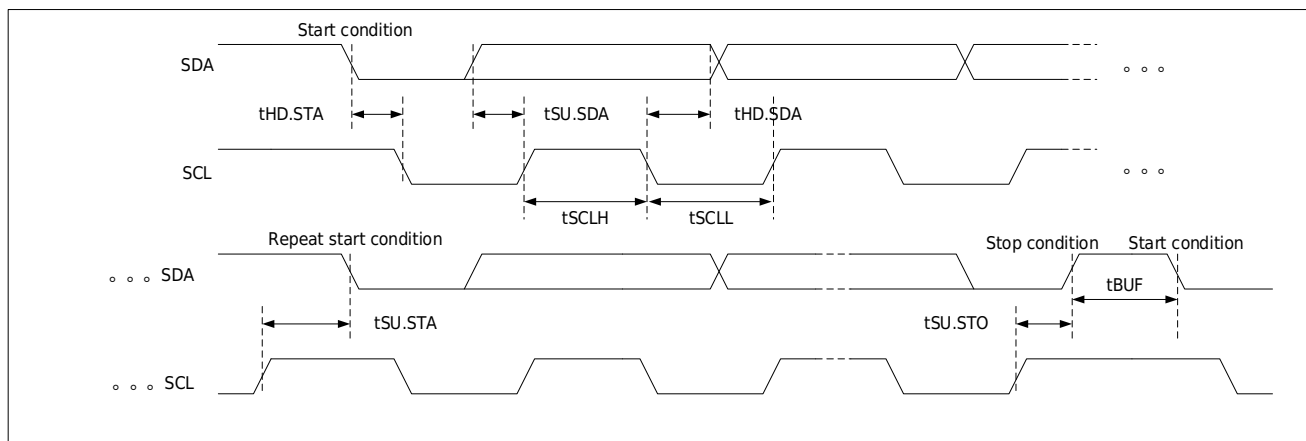 Start condition
SDA
tHD.STA
tSU.SDA
tHD.SDA
SCL
tSCLH
tSCLL
Repeat start condition
Stop condition
Start condition
SDA
tBUF
tSU.STA
tSU.STO
SCL